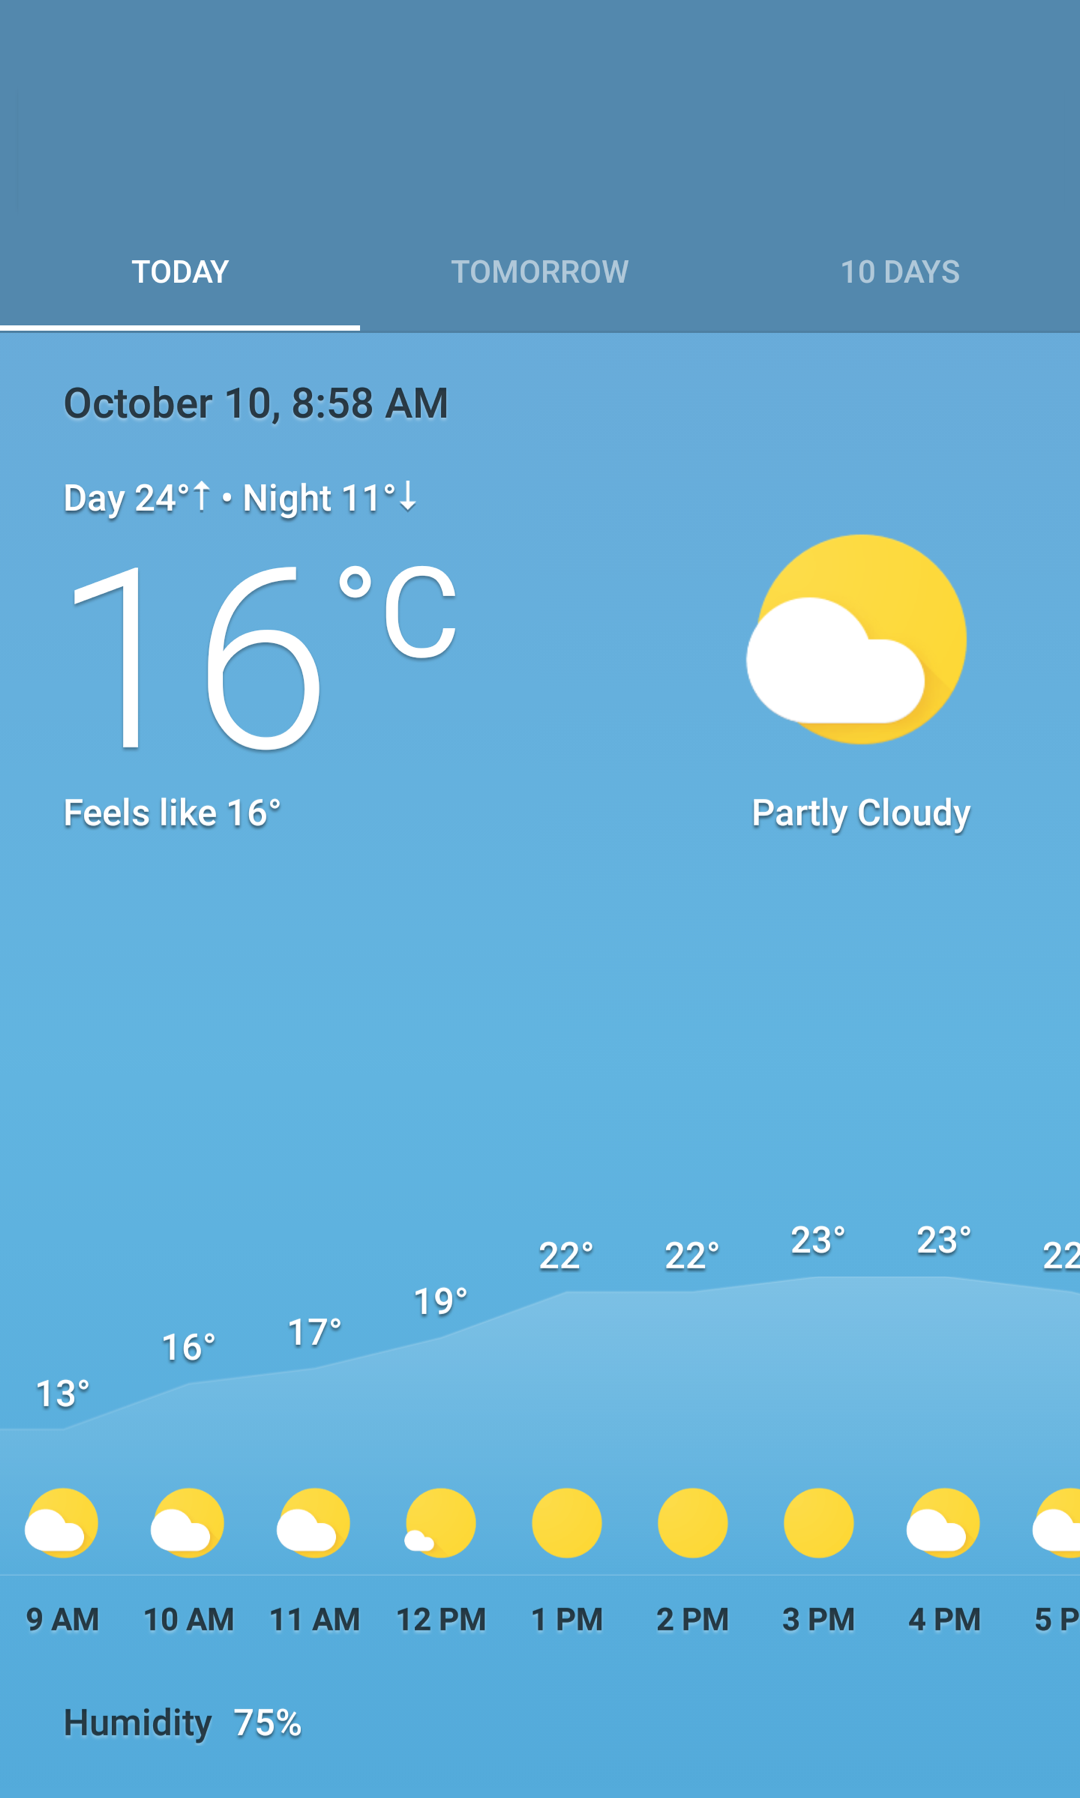 TODAY TOMORROW 10 DAYS
October 10, 8:58 AM
Day 24°↑ • Night 11°↓
16°C
Feels like 16°
Partly Cloudy
13° 16° 17° 19° 22° 22° 23° 23° 22
9 AM 10 AM 11 AM 12 PM 1 PM 2 PM 3 PM 4 PM 5 P
Humidity 75%